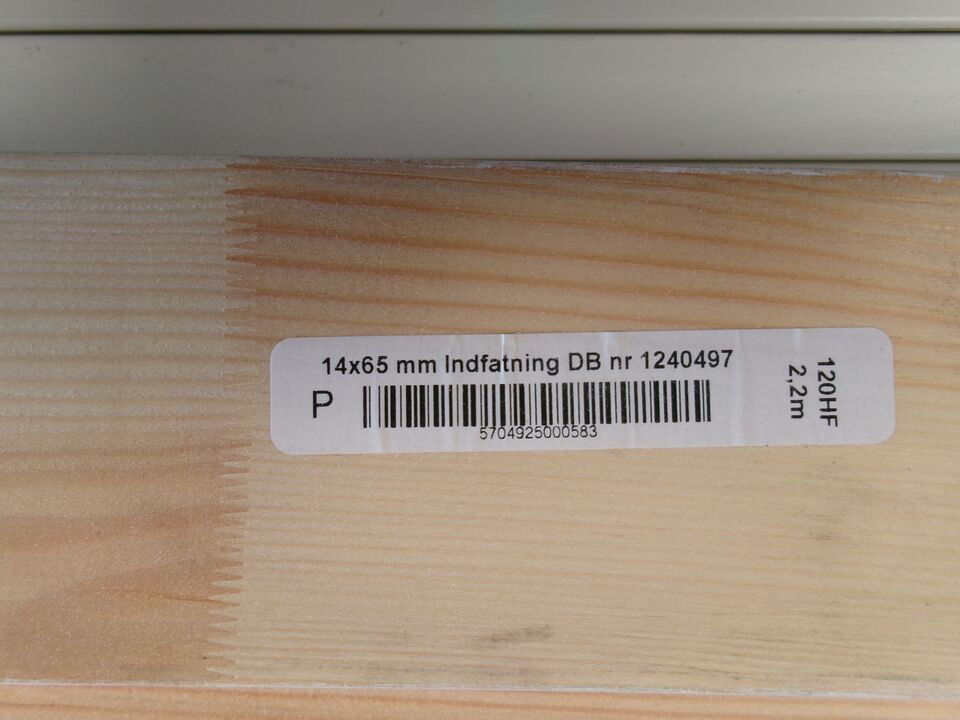 14x65 mm Indfatning DB nr 1240497
P
5704925000583
120HF
2,2m